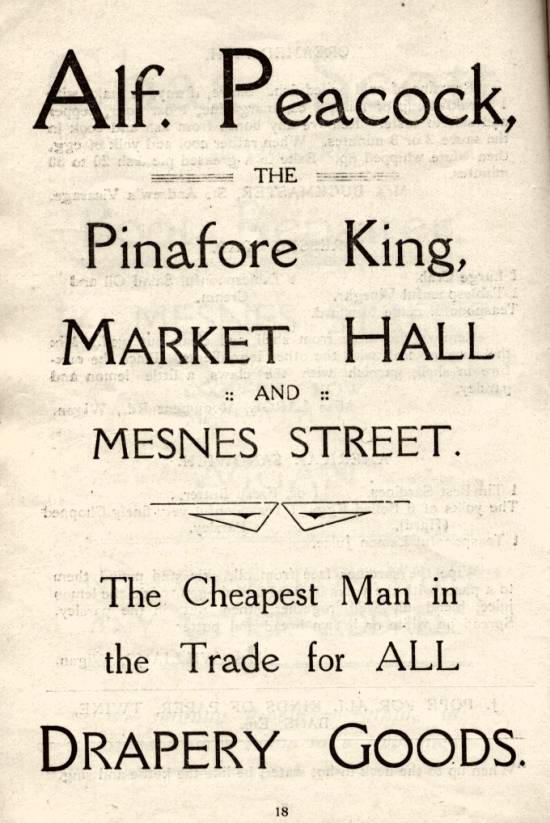 Alf. Peacock,
THE
Pinafore King,
MARKET HALL
:: AND ::
MESNES STREET.
The Cheapest Man in
the Trade for ALL
DRAPERY GOODS.
18